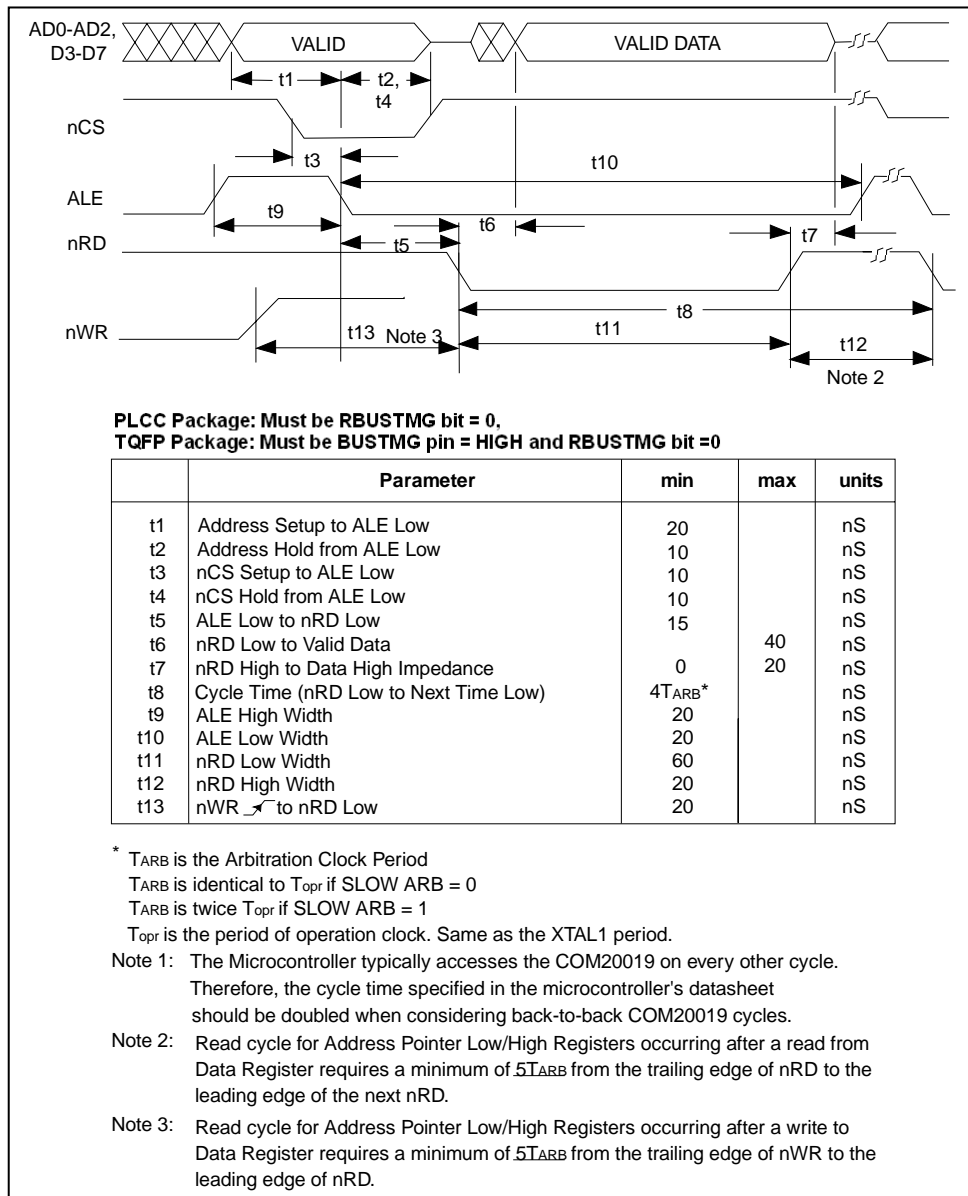 AD0-AD2,
D3-D7
VALID
VALID DATA
t1
t2,
t4
nCS
t3
t10
ALE
t9
t6
t7
nRD
t5
t8
nWR
t13 Note 3
t11
t12
Note 2
PLCC Package: Must be RBUSTMG bit = 0,
TQFP Package: Must be BUSTMG pin = HIGH and RBUSTMG bit =0
Parameter min max units
t1 Address Setup to ALE Low 20 nS
t2 Address Hold from ALE Low 10 nS
t3 nCS Setup to ALE Low 10 nS
t4 nCS Hold from ALE Low 10 nS
t5 ALE Low to nRD Low 15 nS
t6 nRD Low to Valid Data 40 nS
t7 nRD High to Data High Impedance 0 20 nS
t8 Cycle Time (nRD Low to Next Time Low) 4TARB* nS
t9 ALE High Width 20 nS
t10 ALE Low Width 20 nS
t11 nRD Low Width 60 nS
t12 nRD High Width 20 nS
t13 nWR to nRD Low 20 nS
* TARB is the Arbitration Clock Period
TARB is identical to Topr if SLOW ARB = 0
TARB is twice Topr if SLOW ARB = 1
Topr is the period of operation clock. Same as the XTAL1 period.
Note 1: The Microcontroller typically accesses the COM20019 on every other cycle.
Therefore, the cycle time specified in the microcontroller's datasheet
should be doubled when considering back-to-back COM20019 cycles.
Note 2: Read cycle for Address Pointer Low/High Registers occurring after a read from
Data Register requires a minimum of 5TARB from the trailing edge of nRD to the
leading edge of the next nRD.
Note 3: Read cycle for Address Pointer Low/High Registers occurring after a write to
Data Register requires a minimum of 5TARB from the trailing edge of nWR to the
leading edge of nRD.